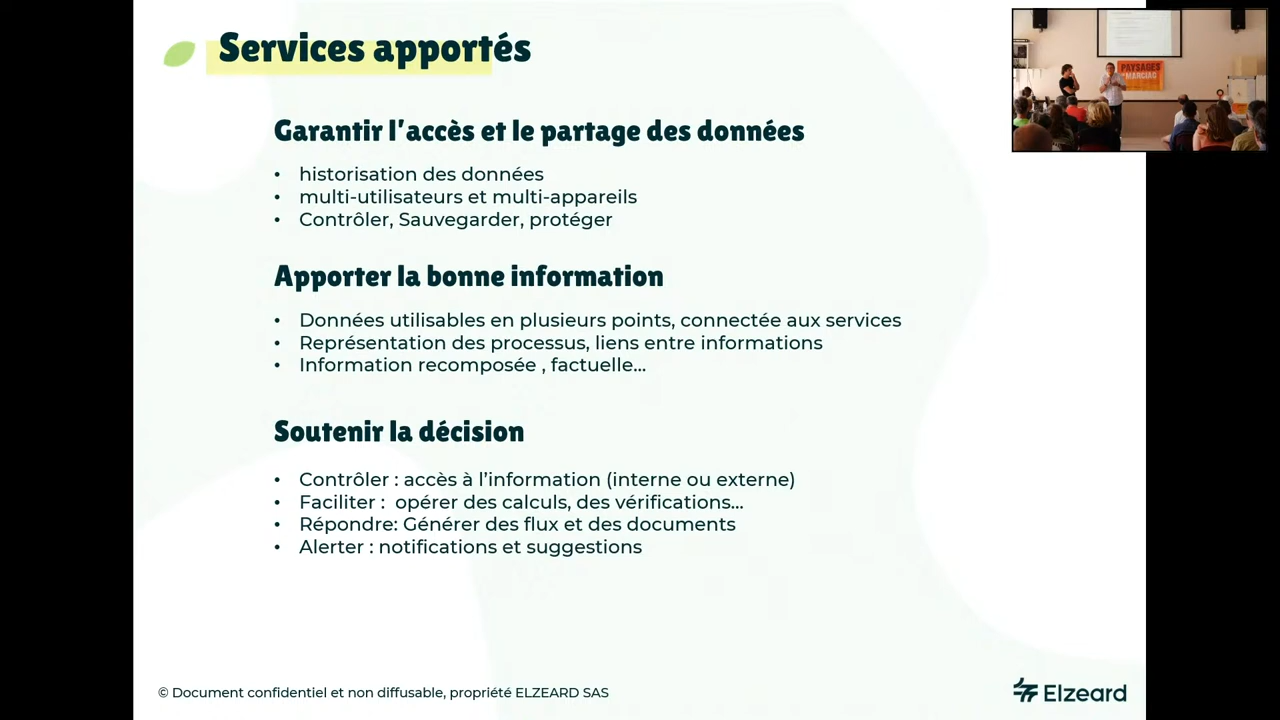 Services apportés
Garantir l'accès et le partage des données
• historisation des données
• multi-utilisateurs et multi-appareils
• Contrôler, Sauvegarder, protéger
Apporter la bonne information
• Données utilisables en plusieurs points, connectée aux services
• Représentation des processus, liens entre informations
• Information recomposée , factuelle...
Soutenir la décision
• Contrôler : accès à l’information (interne ou externe)
• Faciliter :  opérer des calculs, des vérifications...
• Répondre: Générer des flux et des documents
• Alerter : notifications et suggestions
© Document confidentiel et non diffusable, propriété ELZEARD SAS
Elzeard
PAYSAGES
MARCIAC